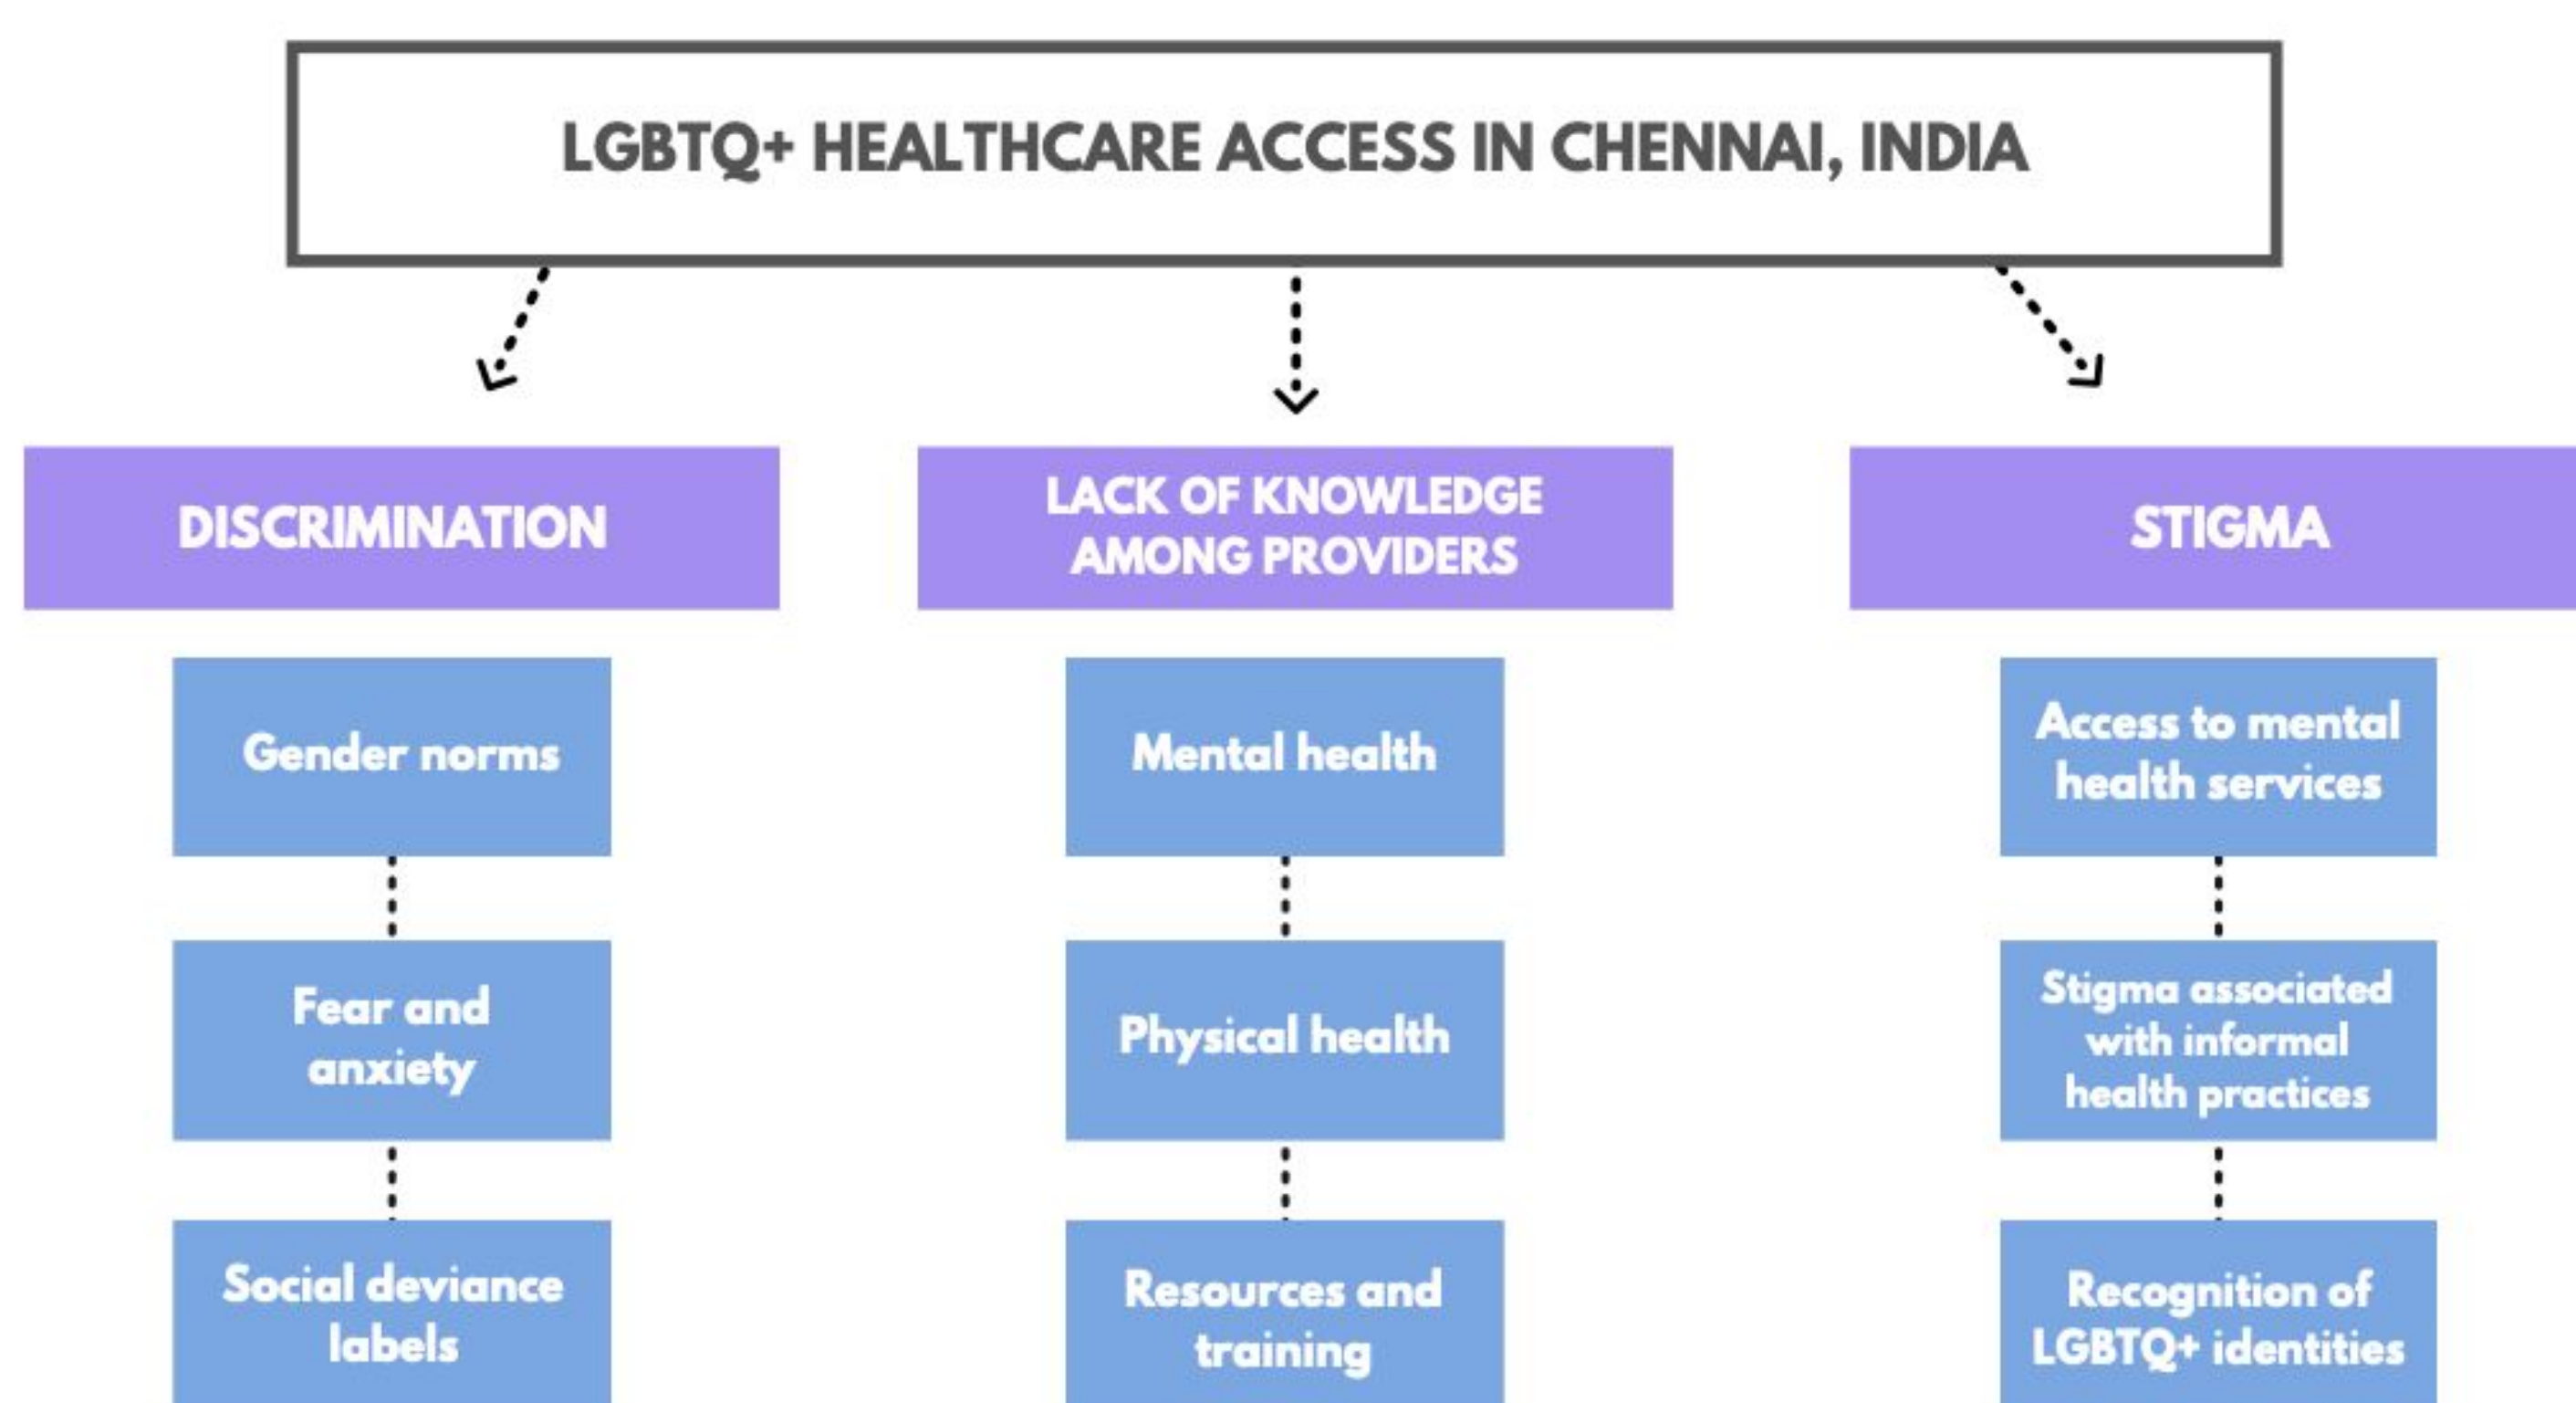 LGBTQ+ HEALTHCARE ACCESS IN CHENNAI, INDIA
DISCRIMINATION
Gender norms
Fear and
anxiety
Social deviance
labels
LACK OF KNOWLEDGE
AMONG PROVIDERS
Mental health
Physical health
Resources and
training
STIGMA
Access to mental
health services
Stigma associated
with informal
health practices
Recognition of
LGBTQ+ identities